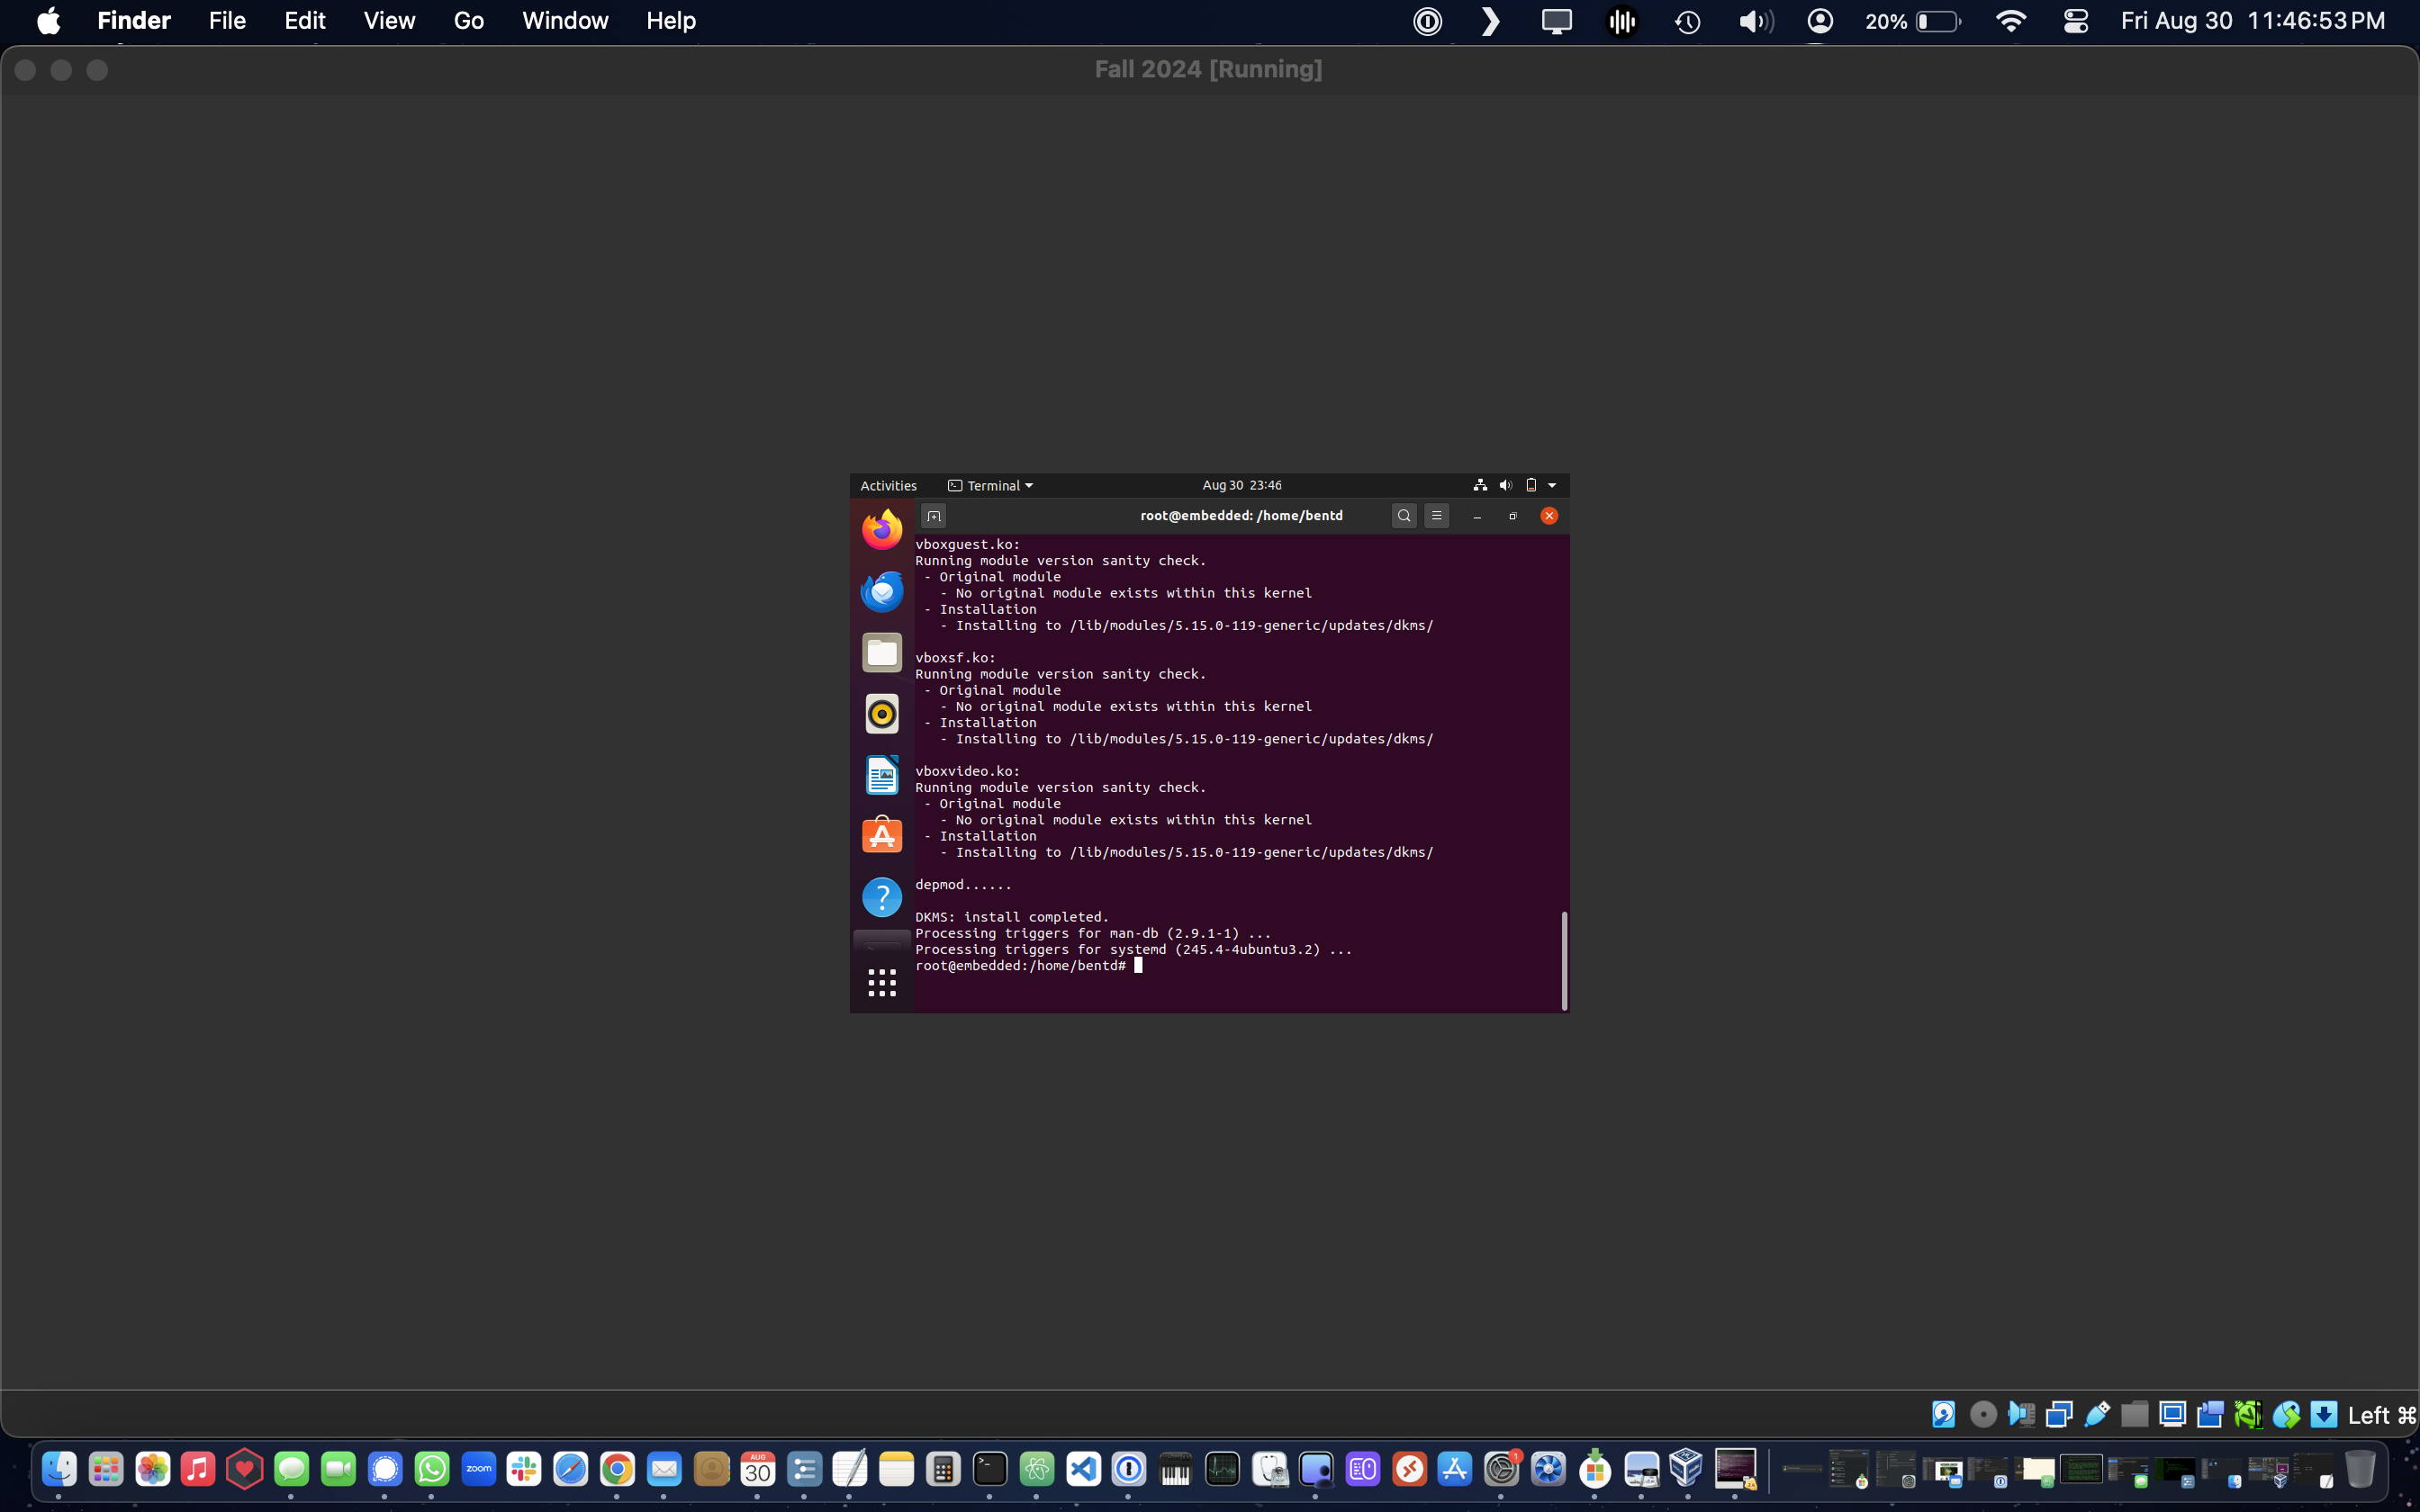 Finder File Edit View Go Window Help 20% Fri Aug 30 11:46:53 PM
Fall 2024 [Running]
Activities Terminal Aug 30 23:46
root@embedded: /home/bentd
vboxguest.ko:
Running module version sanity check.
- Original module
- No original module exists within this kernel
- Installation
- Installing to /lib/modules/5.15.0-119-generic/updates/dkms/
vboxsf.ko:
Running module version sanity check.
- Original module
- No original module exists within this kernel
- Installation
- Installing to /lib/modules/5.15.0-119-generic/updates/dkms/
vboxvideo.ko:
Running module version sanity check.
- Original module
- No original module exists within this kernel
- Installation
- Installing to /lib/modules/5.15.0-119-generic/updates/dkms/
depmod......
DKMS: install completed.
Processing triggers for man-db (2.9.1-1) ...
Processing triggers for systemd (245.4-4ubuntu3.2) ...
root@embedded:/home/bentd#
Left ⌘
zoom AUG 30 1